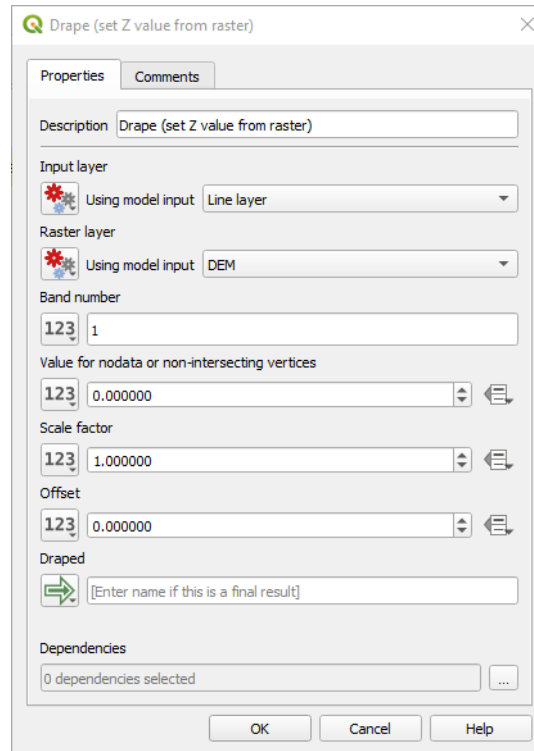 Drape (set Z value from raster)
Properties
Comments
Description Drape (set Z value from raster)
Input layer
Using model input Line layer
Raster layer
Using model input DEM
Band number
123 1
Value for nodata or non-intersecting vertices
123 0.000000
Scale factor
123 1.000000
Offset
123 0.000000
Draped
[Enter name if this is a final result]
Dependencies
0 dependencies selected ...
OK Cancel Help